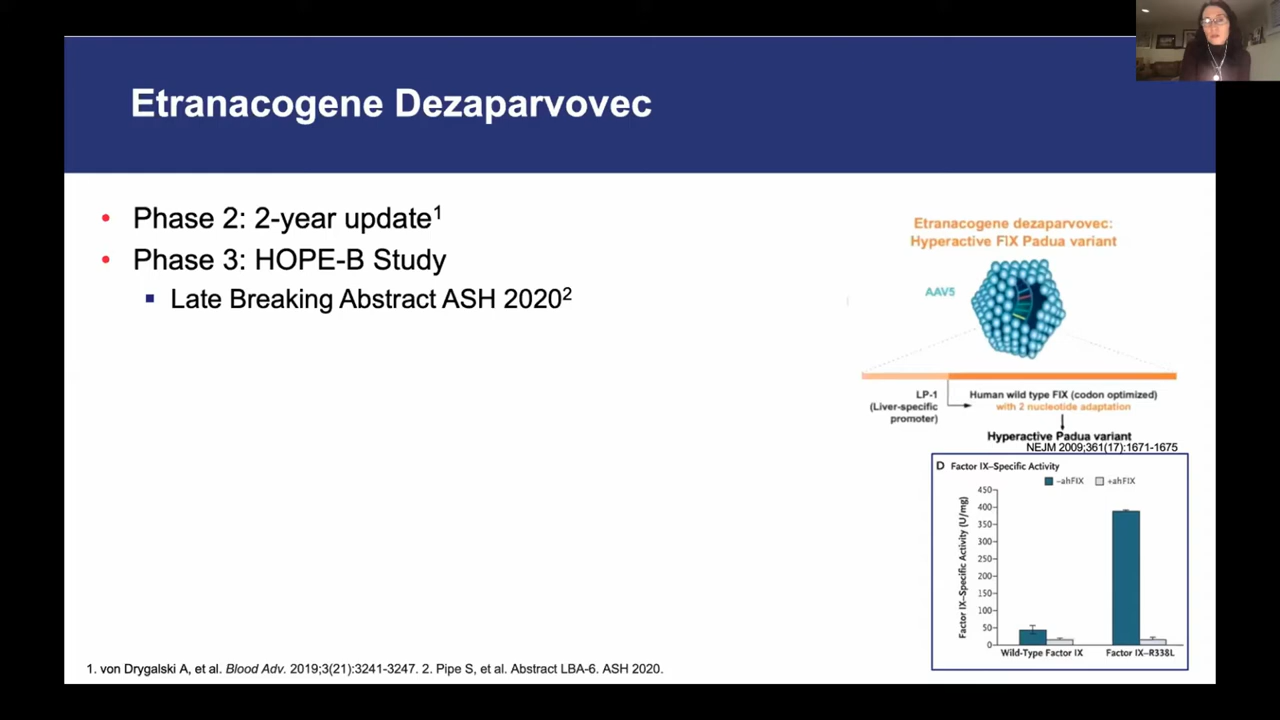 Etranacogene Dezaparvovec
• Phase 2: 2-year update1
• Phase 3: HOPE-B Study
▪ Late Breaking Abstract ASH 20202
Etranacogene dezaparvovec:
Hyperactive FIX Padua variant
AAV5
LP-1
(Liver-specific
promoter)
Human wild type FIX (codon optimized)
with 2 nucleotide adaptation
Hyperactive Padua variant
NEJM 2009;361(17):1671-1675
D Factor IX–Specific Activity
–ahFIX +ahFIX
Factor IX–Specific Activity (U/mg)
450
400
350
300
250
200
150
100
50
0
Wild-Type Factor IX Factor IX–R338L
1. von Drygalski A, et al. Blood Adv. 2019;3(21):3241-3247. 2. Pipe S, et al. Abstract LBA-6. ASH 2020.